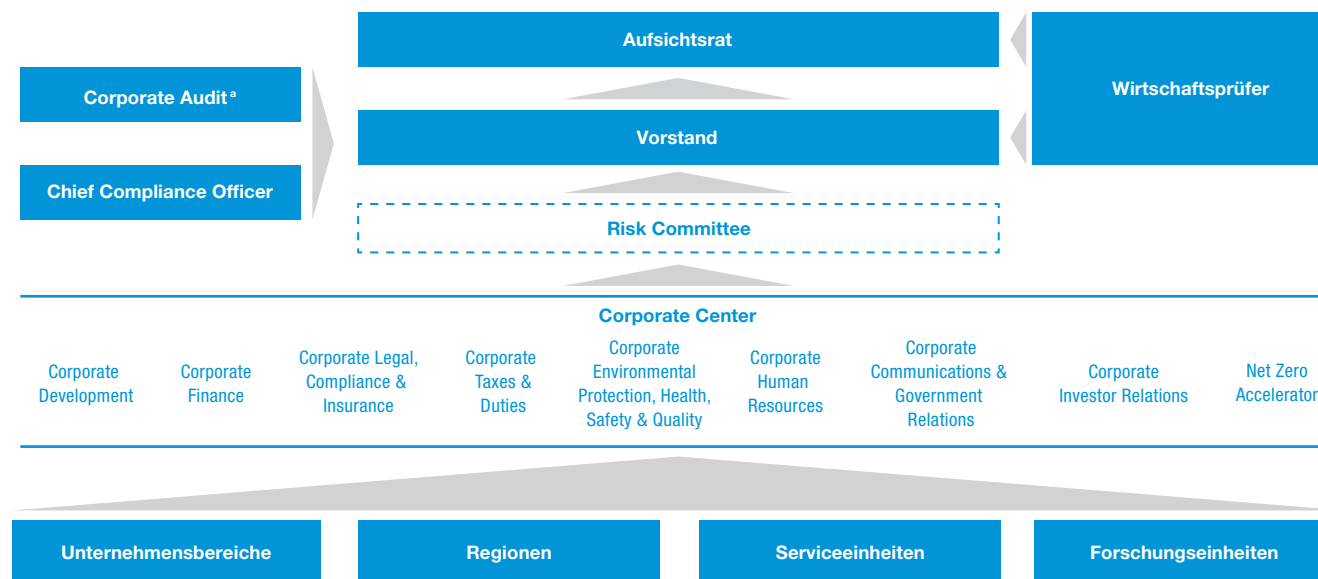 Aufsichtsrat
Wirtschaftsprüfer
Corporate Audit a
Vorstand
Chief Compliance Officer
Risk Committee
Corporate Center
Corporate
Development
Corporate
Finance
Corporate Legal,
Compliance &
Insurance
Corporate
Taxes &
Duties
Corporate
Environmental
Protection, Health,
Safety & Quality
Corporate
Human
Resources
Corporate
Communications &
Government
Relations
Corporate
Investor Relations
Net Zero
Accelerator
Unternehmensbereiche
Regionen
Serviceeinheiten
Forschungseinheiten